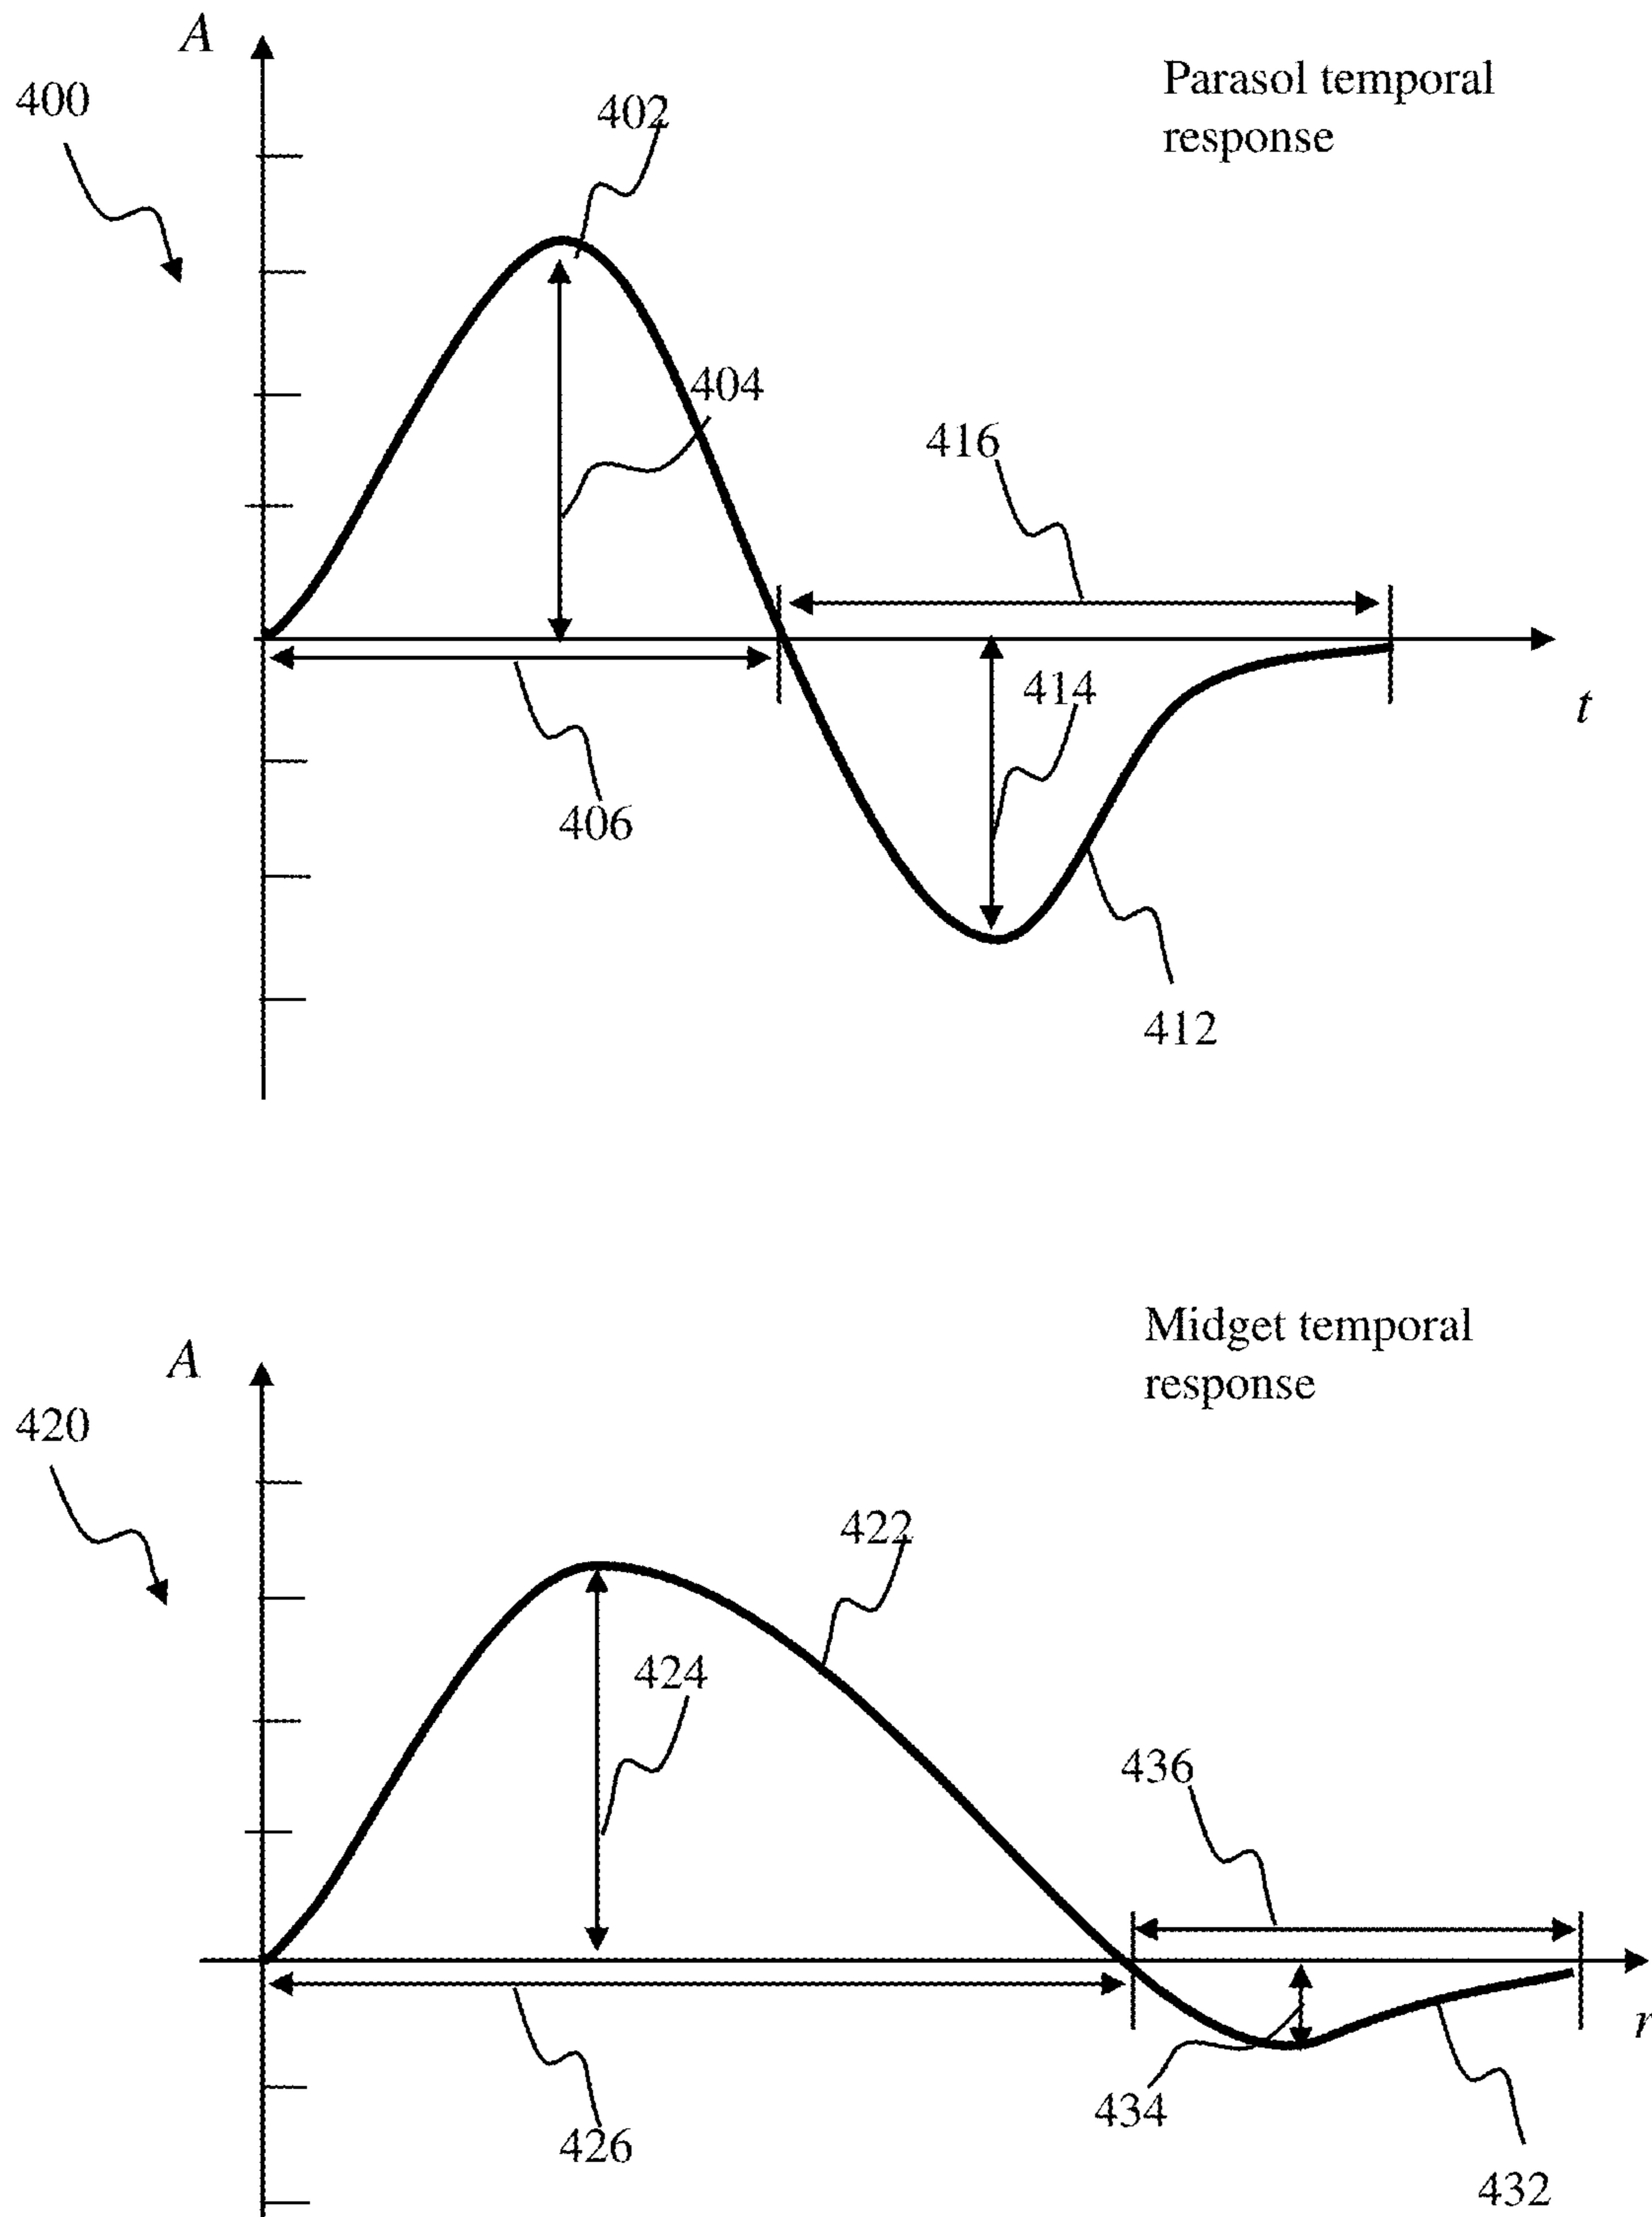 A
Parasol temporal
response
400
402
404
416
414
t
406
412
Midget temporal
response
A
420
422
424
436
r
434
426
432